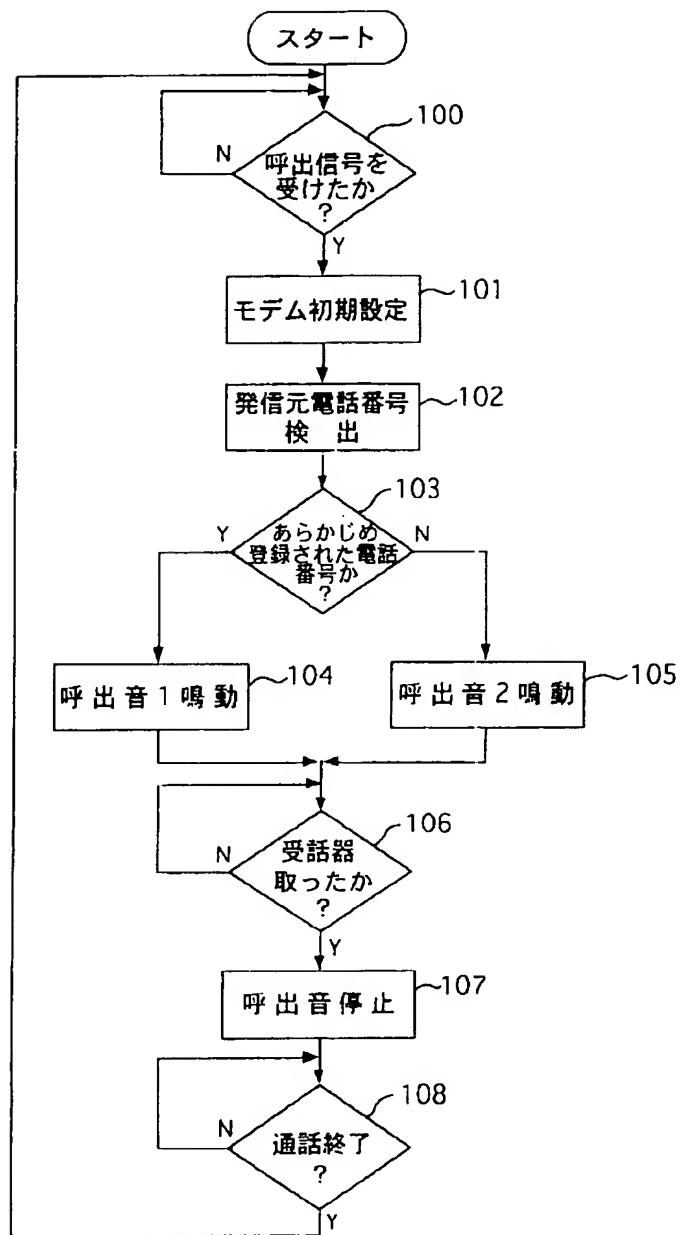 スタート
100
N
呼出信号を
受けたか
?
Y
101
モデム初期設定
102
発信元電話番号
検 出
103
Y
N
あらかじめ
登録された電話
番号か
?
104
呼出音1鳴動
105
呼出音2鳴動
106
N
受話器
取ったか
?
Y
107
呼出音停止
108
N
通話終了
?
Y